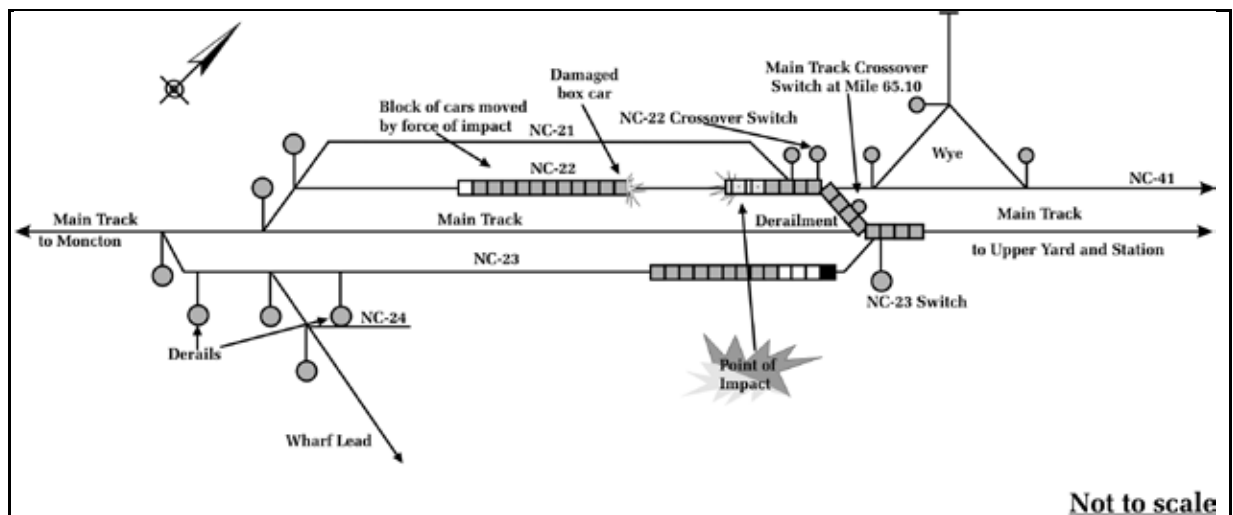 Damaged
box car
Main Track Crossover
Switch at Mile 65.10
Block of cars moved
by force of impact
NC-22 Crossover Switch
NC-21
NC-22
Wye
NC-41
Main Track
to Moncton
Main Track
Derailment
Main Track
to Upper Yard and Station
NC-23
NC-23 Switch
NC-24
Derails
Point of
Impact
Wharf Lead
Not to scale